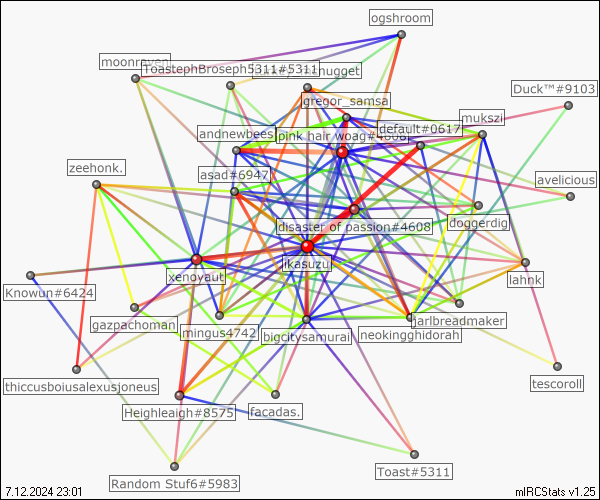 ogshroom
moonraven
ToastephBroseph5311#5311
nugget
Duck™#9103
gregor_samsa
mukszi
default#0617
andnewbees
pink hair woag#4608
zeehonk.
asad#6947
avelicious
doggerdig
disaster of passion#4608
ikasuzu
xenovaut
lahnk
Knowun#6424
gazpachoman
mingus4742
bigcitysamurai
jarlbreadmaker
neokingghidorah
thiccusboiusalexusjoneus
tescoroll
Heighleaigh#8575
facadas.
Toast#5311
Random Stuf6#5983
7.12.2024 23:01
mIRCStats v1.25